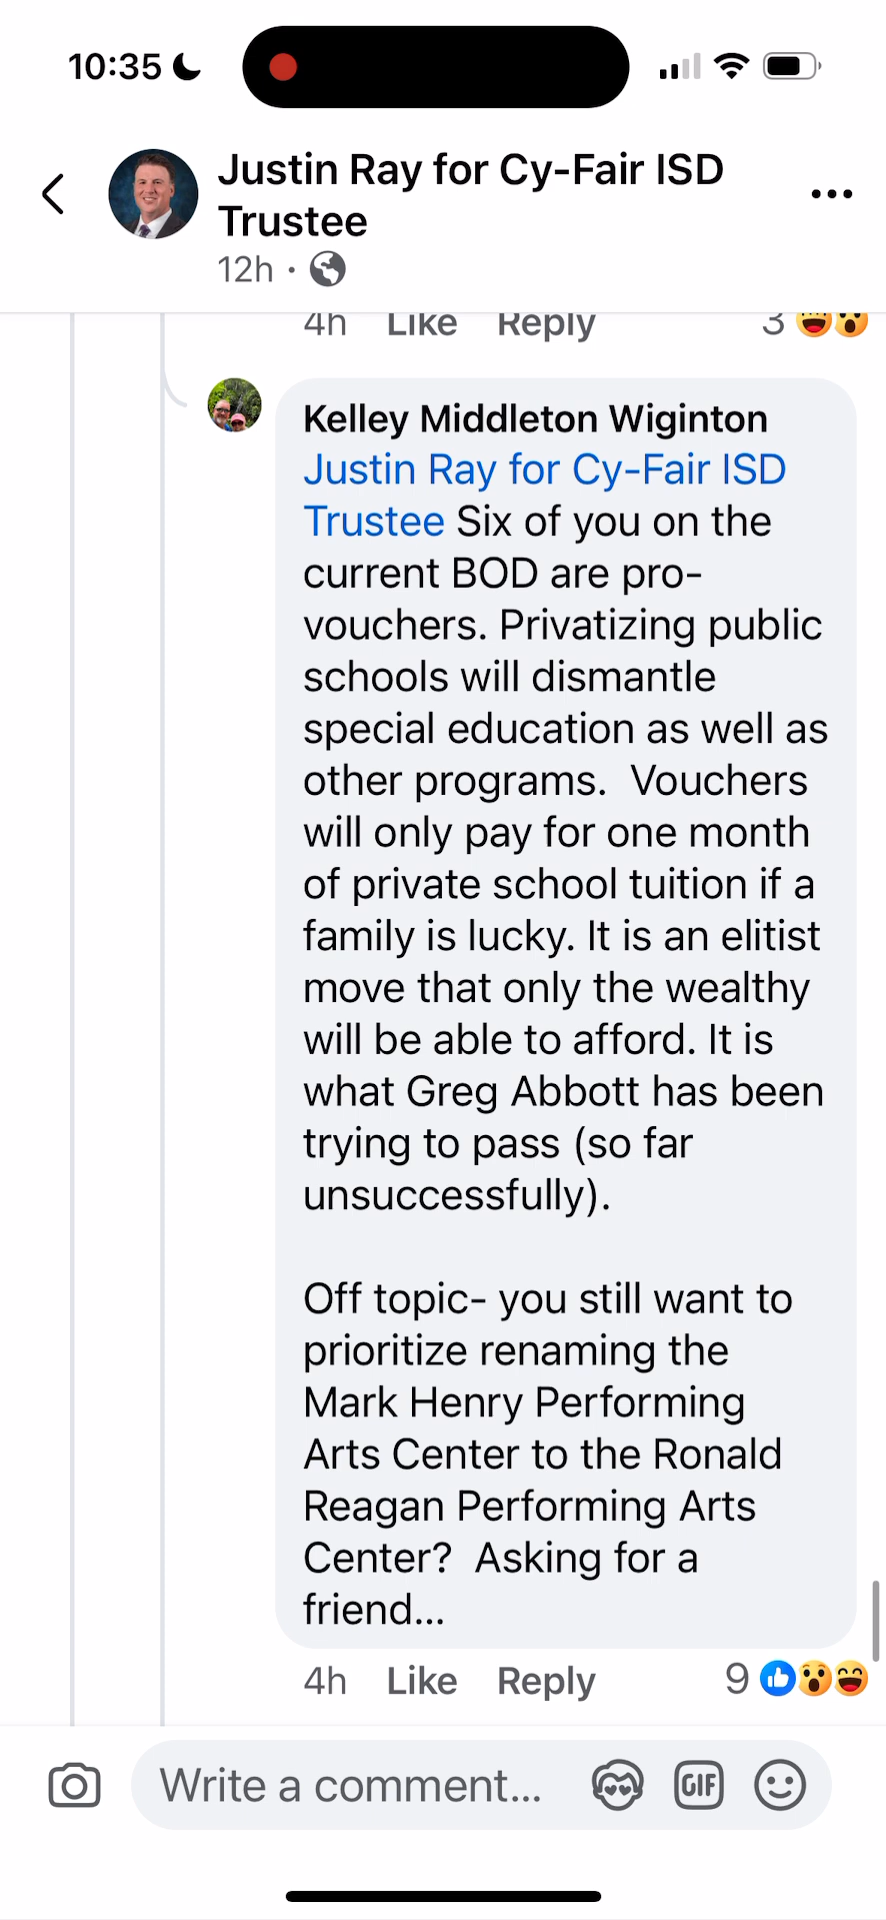 10:35
Justin Ray for Cy-Fair ISD
Trustee
12h ·
4h Like Reply 3
Kelley Middleton Wiginton
Justin Ray for Cy-Fair ISD
Trustee Six of you on the
current BOD are pro-
vouchers. Privatizing public
schools will dismantle
special education as well as
other programs.  Vouchers
will only pay for one month
of private school tuition if a
family is lucky. It is an elitist
move that only the wealthy
will be able to afford. It is
what Greg Abbott has been
trying to pass (so far
unsuccessfully).
Off topic- you still want to
prioritize renaming the
Mark Henry Performing
Arts Center to the Ronald
Reagan Performing Arts
Center?  Asking for a
friend...
4h Like Reply 9
Write a comment... GIF